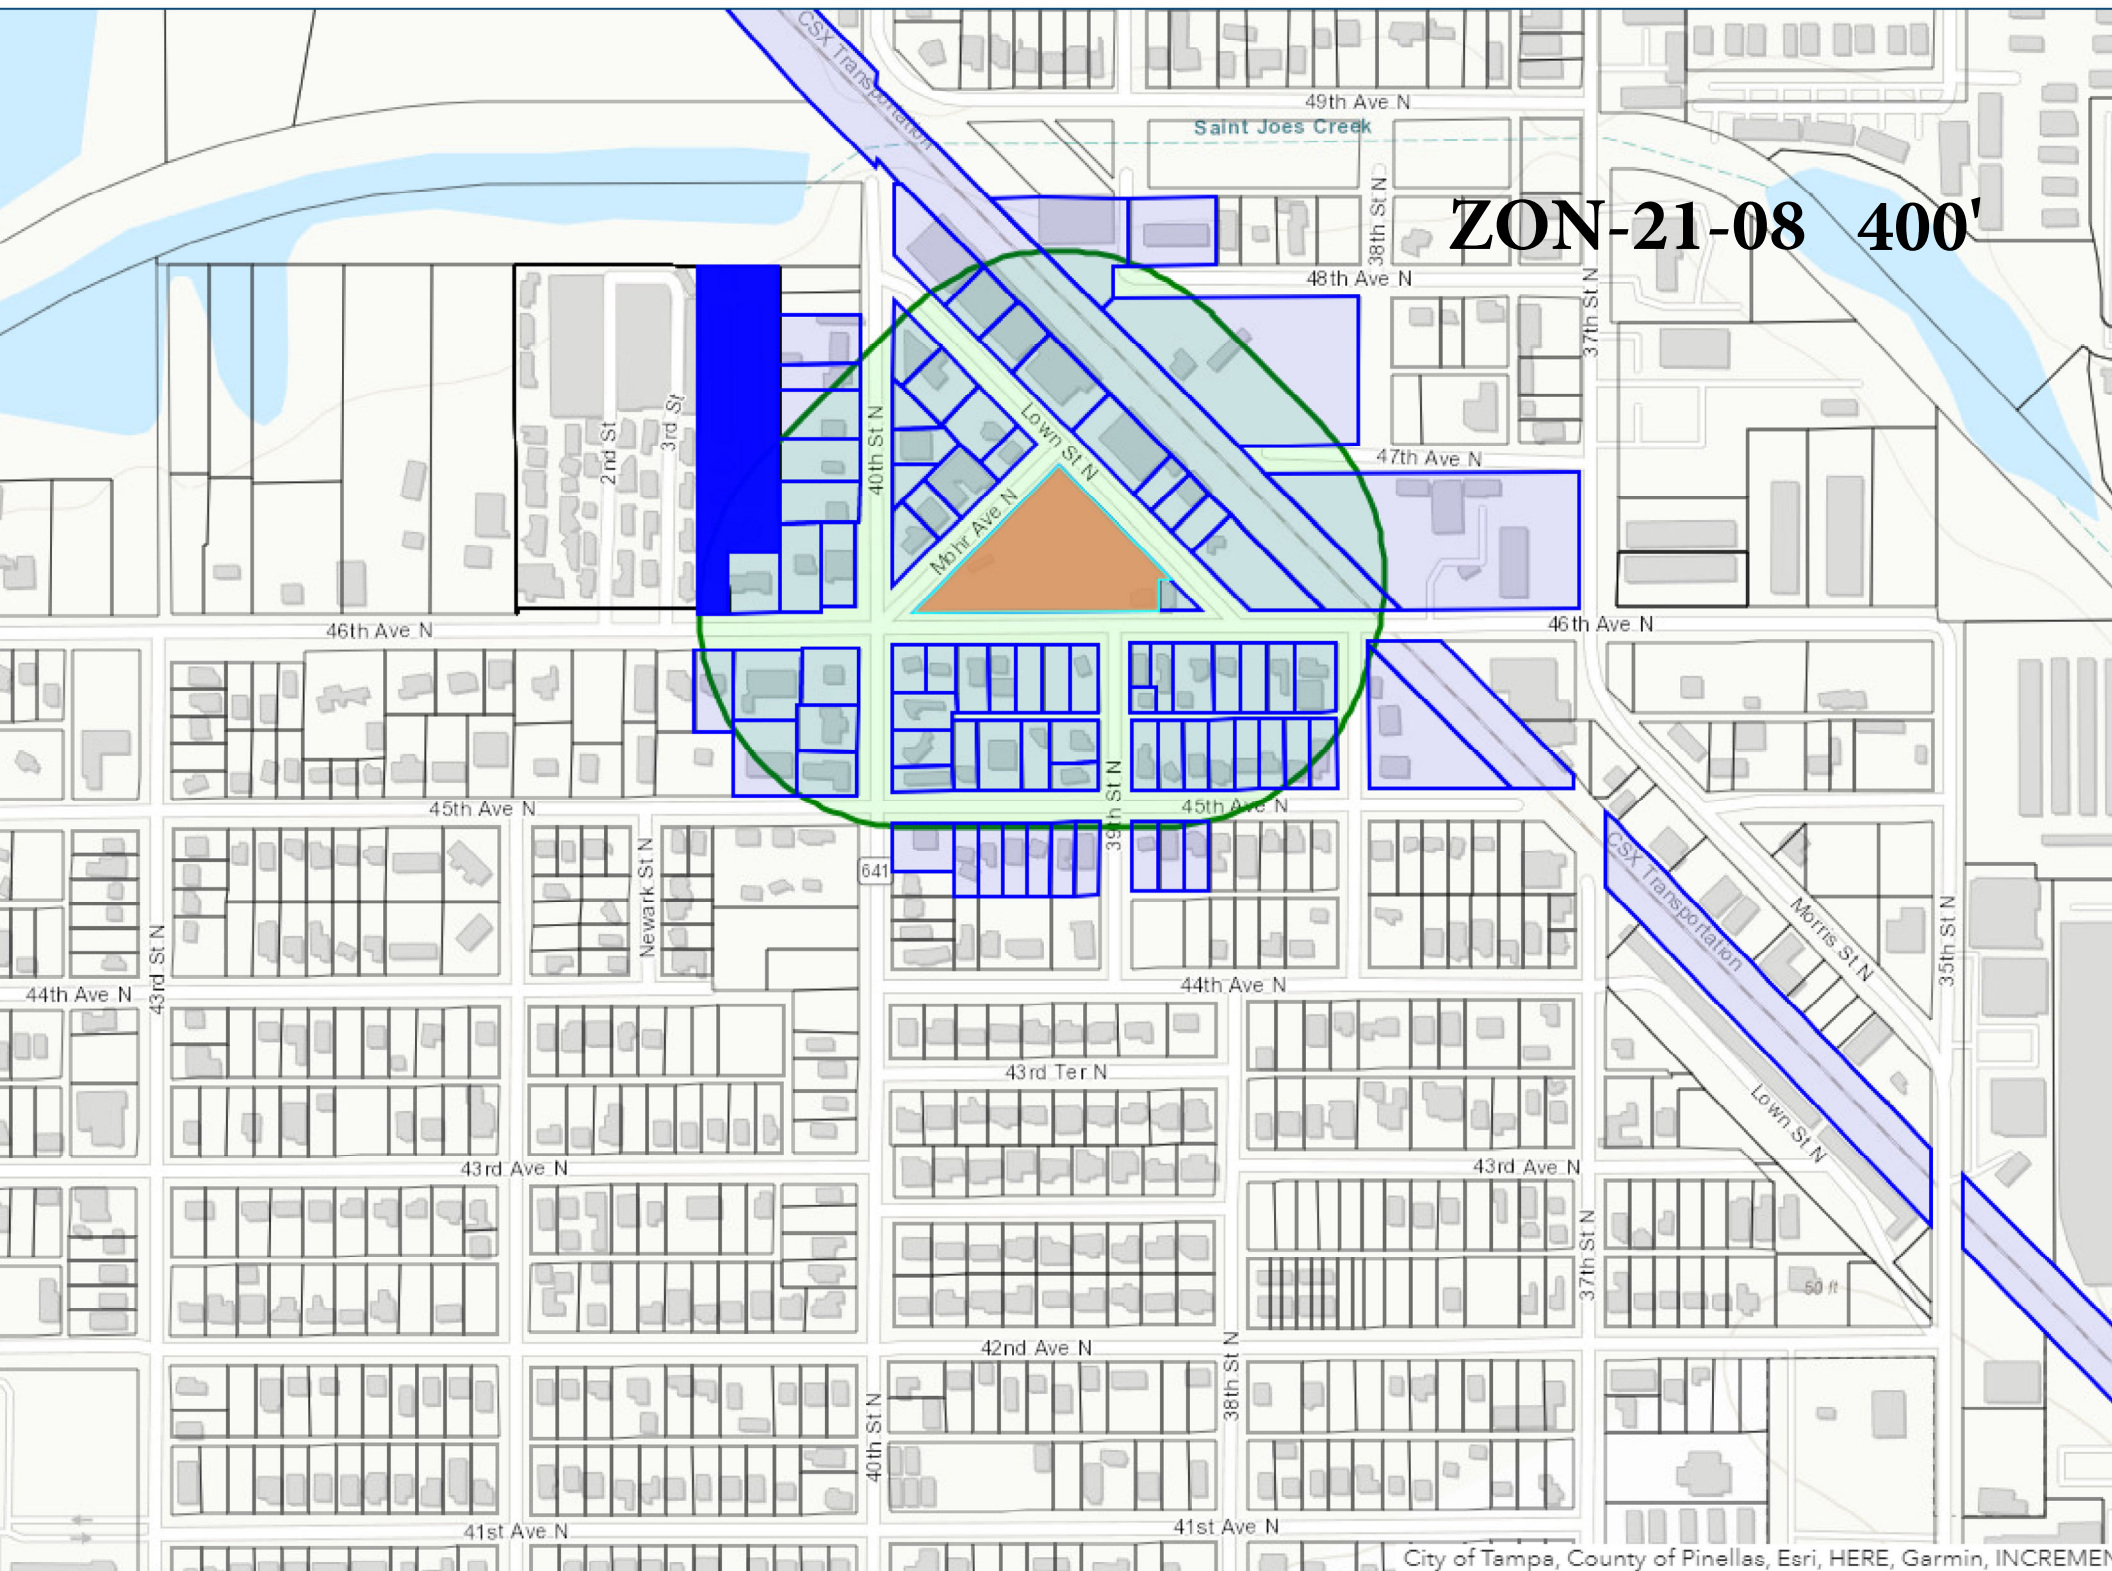 CSX Transportation
49th Ave N
Saint Joes Creek
38th St N
ZON-21-08 400'
48th Ave N
37th St N
3rd St
2nd St
40th St N
Lown St N
47th Ave N
Mohr Ave N
46th Ave N
46th Ave N
45th Ave N
45th Ave N
39th St N
641
Newark St N
CSX Transportation
Morris St N
35th St N
43rd St N
44th Ave N
44th Ave N
43rd Ter N
Lown St N
43rd Ave N
43rd Ave N
37th St N
50 ft
42nd Ave N
38th St N
40th St N
41st Ave N
41st Ave N
City of Tampa, County of Pinellas, Esri, HERE, Garmin, INCREMEN